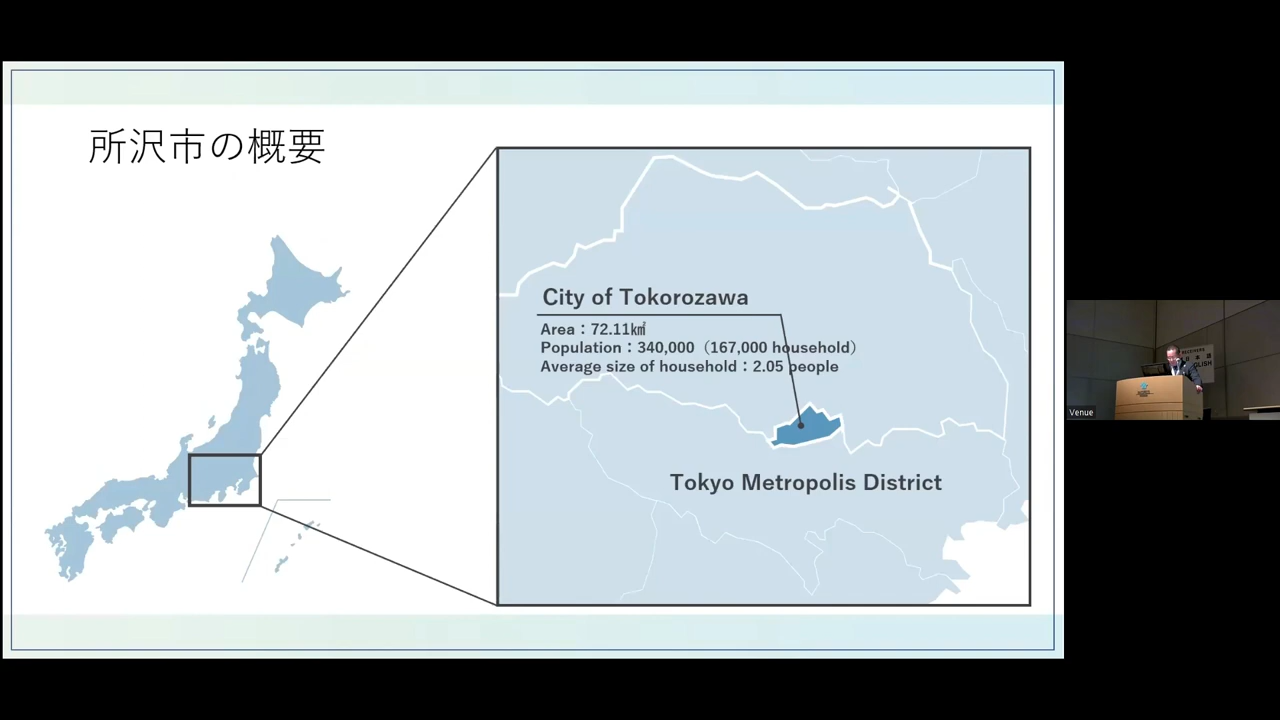 所沢市の概要
City of Tokorozawa
Area：72.11㎢
Population：340,000（167,000 household）
Average size of household：2.05 people
Tokyo Metropolis District
Venue